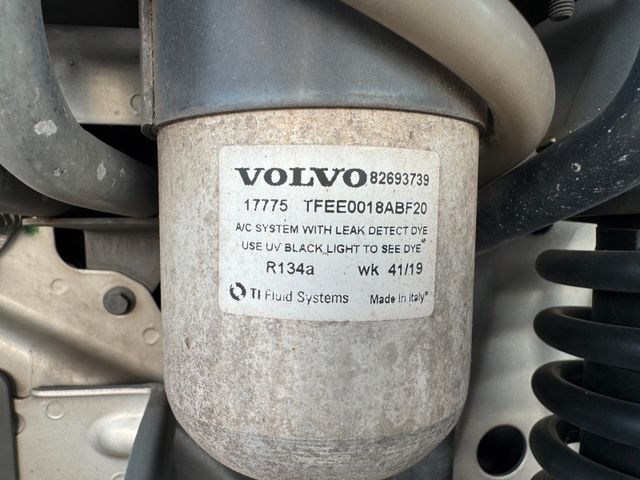 VOLVO 82693739
17775 TFEE0018ABF20
A/C SYSTEM WITH LEAK DETECT DYE
USE UV BLACK LIGHT TO SEE DYE"
R134a wk 41/19
TI Fluid Systems Made In Italy"